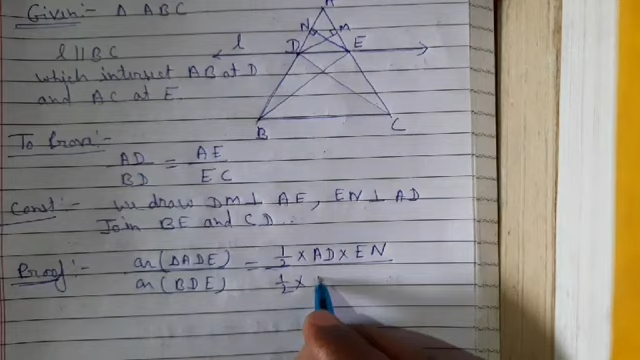 Given:- Δ ABC
l || BC
which intersect AB at D
and AC at E.
A
N M
l D E
B C
To Prove:-
AD/BD = AE/EC
Const:- we draw DM ⊥ AE, EN ⊥ AD
Join BE and CD.
Proof:- ar(ΔADE)/ar(BDE) = ½ × AD × EN/½ ×